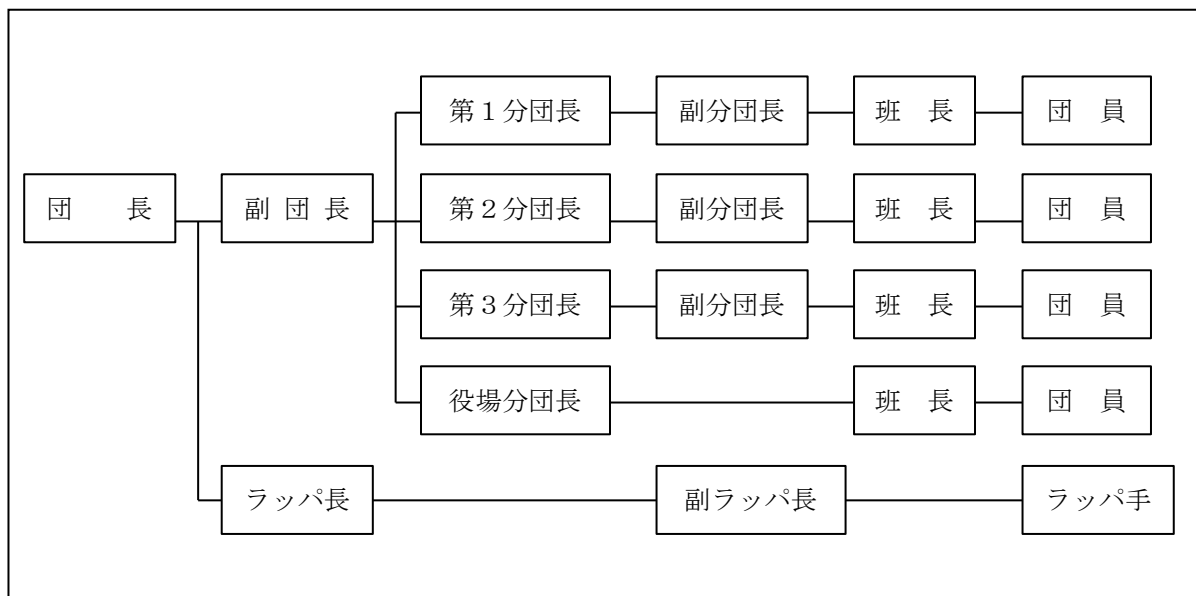 第１分団長 副分団長 班　長 団　員
団　　長 副 団 長 第２分団長 副分団長 班　長 団　員
第３分団長 副分団長 班　長 団　員
役場分団長 班　長 団　員
ラッパ長 副ラッパ長 ラッパ手